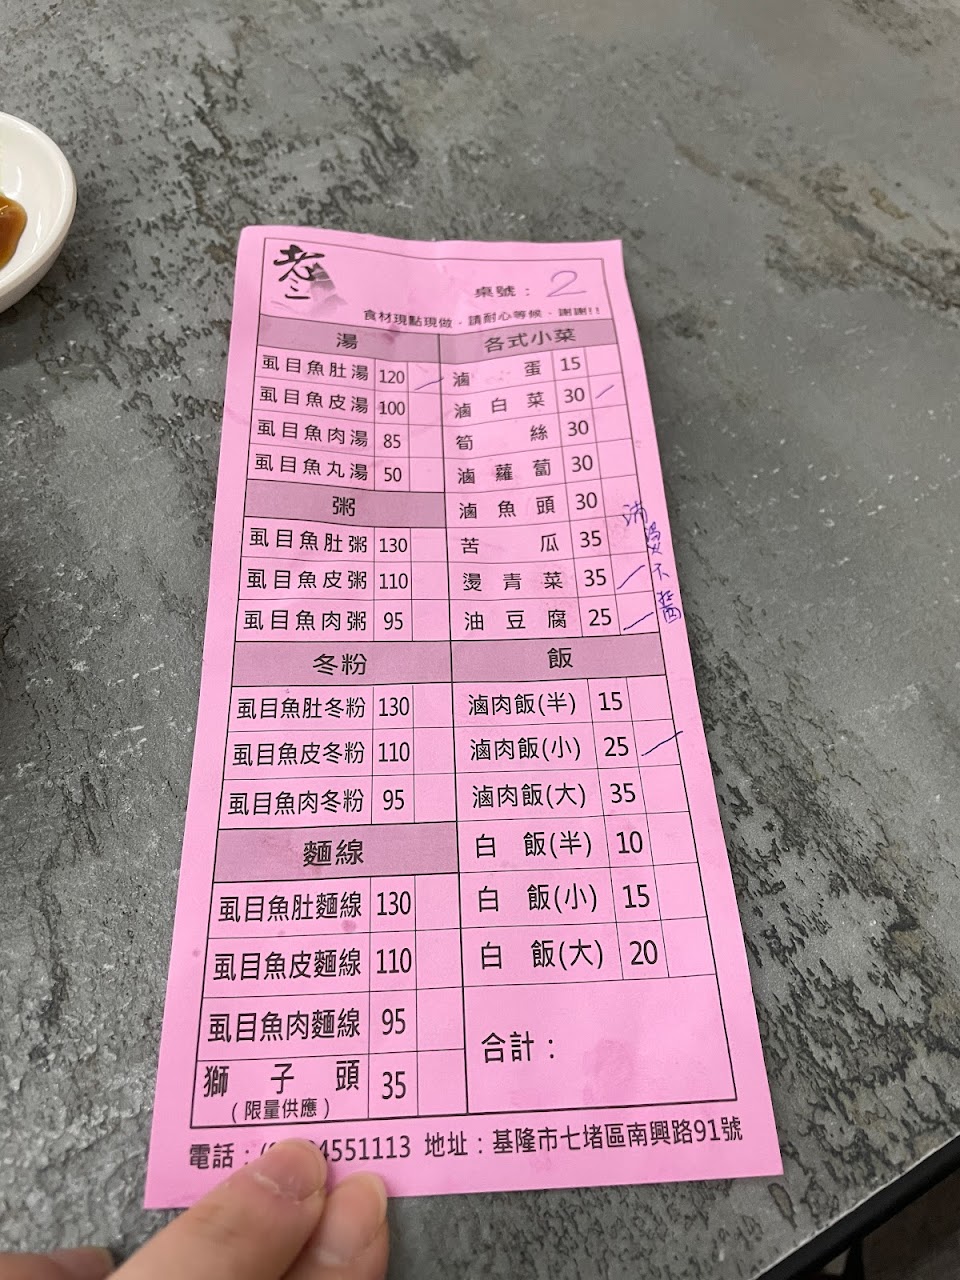 老三
桌號： 2
食材現點現做，請耐心等候，謝謝!!
湯
虱目魚肚湯 120
虱目魚皮湯 100
虱目魚肉湯 85
虱目魚丸湯 50
粥
虱目魚肚粥 130
虱目魚皮粥 110
虱目魚肉粥 95
冬粉
虱目魚肚冬粉 130
虱目魚皮冬粉 110
虱目魚肉冬粉 95
麵線
虱目魚肚麵線 130
虱目魚皮麵線 110
虱目魚肉麵線 95
獅子頭 35
(限量供應)
各式小菜
滷蛋 15
滷白菜 30
筍絲 30
滷蘿蔔 30
滷魚頭 30
苦瓜 35
燙青菜 35
油豆腐 25
不醬
飯
滷肉飯(半) 15
滷肉飯(小) 25
滷肉飯(大) 35
白飯(半) 10
白飯(小) 15
白飯(大) 20
合計：
電話：( 4551113 地址：基隆市七堵區南興路91號